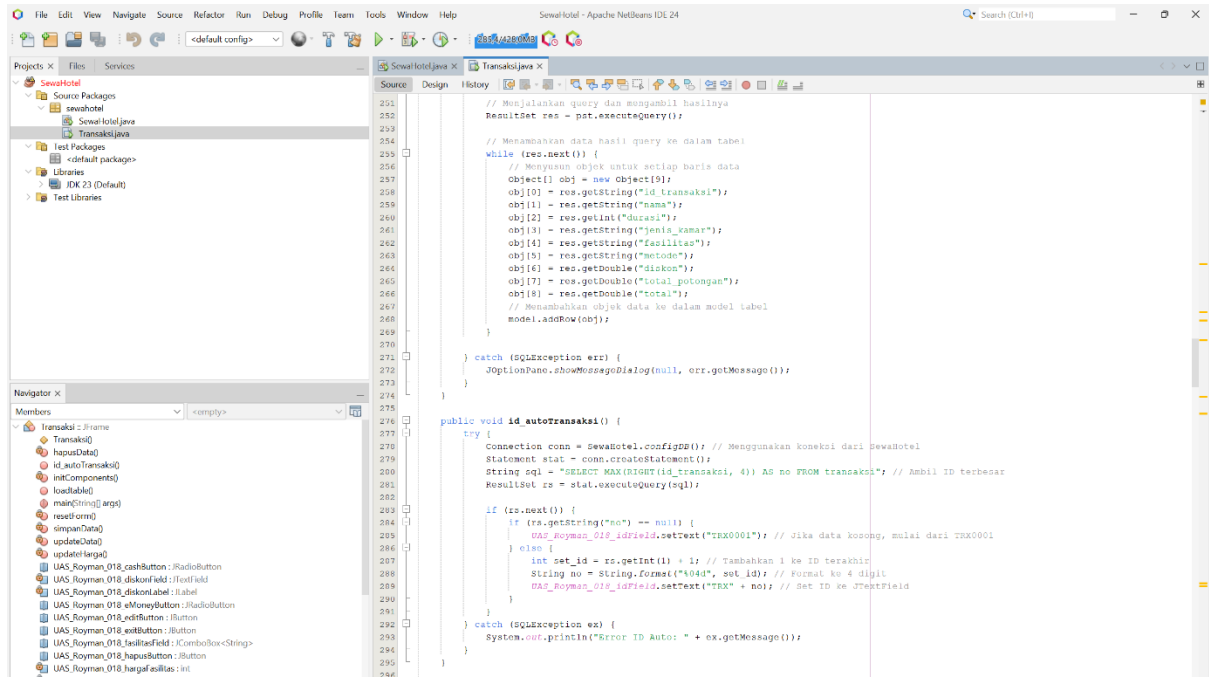 File Edit View Navigate Source Refactor Run Debug Profile Team Tools Window Help
SewaHotel - Apache NetBeans IDE 24
Search (Ctrl+I)
<default config>
285,4/478,0MB
Projects × Files Services
SewaHotel
Source Packages
sewahotel
SewaHotel.java
Transaksi.java
Test Packages
<default package>
Libraries
JDK 23 (Default)
Test Libraries
Navigator ×
Members
<empty>
Transaksi :: JFrame
Transaksi()
hapusData()
id_autoTransaksi()
initComponents()
loadtable()
main(String[] args)
resetForm()
simpanData()
updateData()
updateHarga()
UAS_Royman_018_cashButton : JRadioButton
UAS_Royman_018_diskonField : JTextField
UAS_Royman_018_diskonLabel : JLabel
UAS_Royman_018_eMoneyButton : JRadioButton
UAS_Royman_018_editButton : JButton
UAS_Royman_018_exitButton : JButton
UAS_Royman_018_fasilitasField : JComboBox<String>
UAS_Royman_018_hapusButton : JButton
UAS_Royman_018_hargaFasilitas : int
SewaHotel.java × Transaksi.java ×
Source Design History
251 // Menjalankan query dan mengambil hasilnya
252 ResultSet res = pst.executeQuery();
253
254 // Menambahkan data hasil query ke dalam tabel
255 while (res.next()) {
256 // Menyusun objek untuk setiap baris data
257 Object[] obj = new Object[9];
258 obj[0] = res.getString("id_transaksi");
259 obj[1] = res.getString("nama");
260 obj[2] = res.getInt("durasi");
261 obj[3] = res.getString("jenis_kamar");
262 obj[4] = res.getString("fasilitas");
263 obj[5] = res.getString("metode");
264 obj[6] = res.getDouble("diskon");
265 obj[7] = res.getDouble("total_potongan");
266 obj[8] = res.getDouble("total");
267 // Menambahkan objek data ke dalam model tabel
268 model.addRow(obj);
269 }
270
271 } catch (SQLException err) {
272 JOptionPane.showMessageDialog(null, err.getMessage());
273 }
274 }
275
276 public void id_autoTransaksi() {
277 try {
278 Connection conn = SewaHotel.configDB(); // Menggunakan koneksi dari SewaHotel
279 Statement stat = conn.createStatement();
280 String sql = "SELECT MAX(RIGHT(id_transaksi, 4)) AS no FROM transaksi"; // Ambil ID terbesar
281 ResultSet rs = stat.executeQuery(sql);
282
283 if (rs.next()) {
284 if (rs.getString("no") == null) {
285 UAS_Royman_018_idField.setText("TRX0001"); // Jika data kosong, mulai dari TRX0001
286 } else {
287 int set_id = rs.getInt(1) + 1; // Tambahkan 1 ke ID terakhir
288 String no = String.format("%04d", set_id); // Format ke 4 digit
289 UAS_Royman_018_idField.setText("TRX" + no); // Set ID ke JTextField
290 }
291 }
292 } catch (SQLException ex) {
293 System.out.println("Error ID Auto: " + ex.getMessage());
294 }
295 }
296